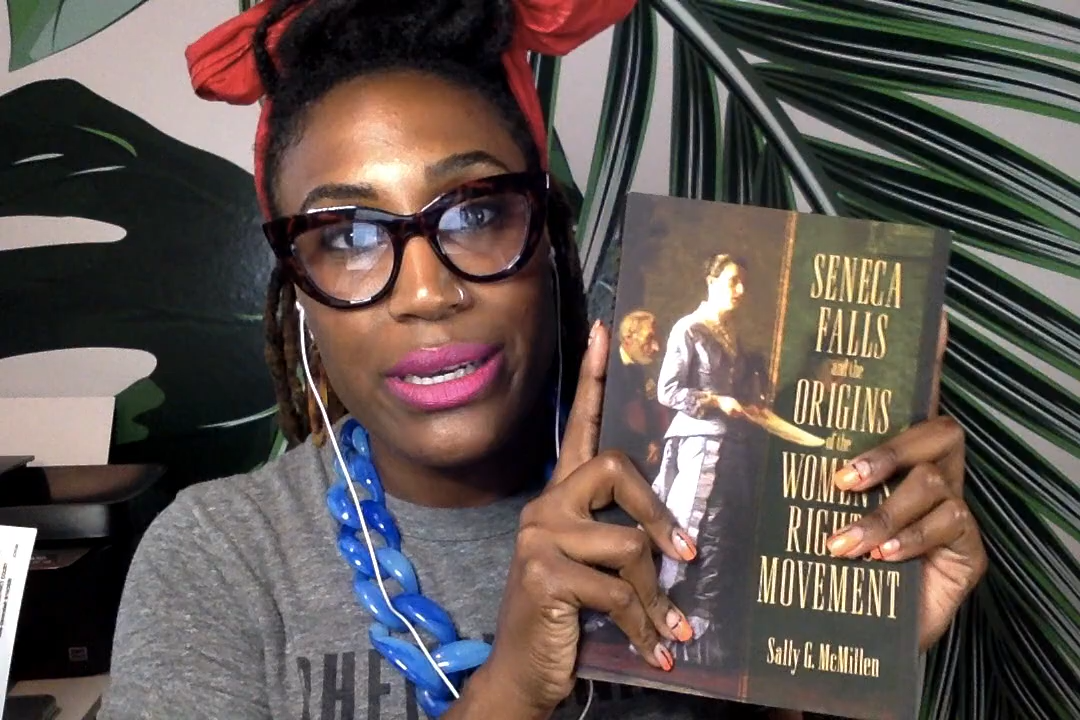 SENECA
FALLS
and the
ORIGINS
of the
WOMEN'S
RIGHTS
MOVEMENT
Sally G. McMillen